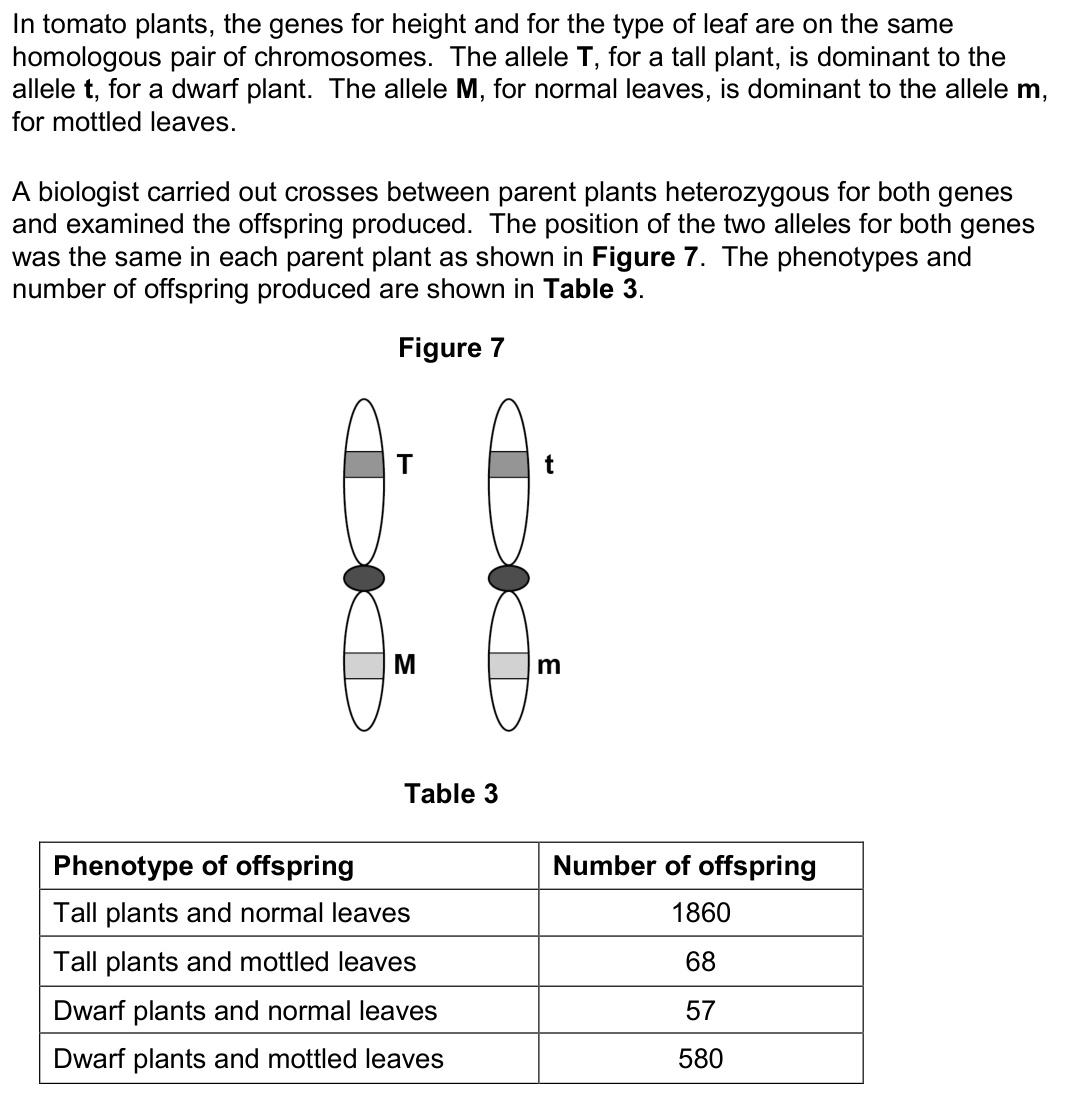 In tomato plants, the genes for height and for the type of leaf are on the same
homologous pair of chromosomes. The allele T, for a tall plant, is dominant to the
allele t, for a dwarf plant. The allele M, for normal leaves, is dominant to the allele m,
for mottled leaves.
A biologist carried out crosses between parent plants heterozygous for both genes
and examined the offspring produced. The position of the two alleles for both genes
was the same in each parent plant as shown in Figure 7. The phenotypes and
number of offspring produced are shown in Table 3.
Figure 7
T t
M m
Table 3
Phenotype of offspring Number of offspring
Tall plants and normal leaves 1860
Tall plants and mottled leaves 68
Dwarf plants and normal leaves 57
Dwarf plants and mottled leaves 580